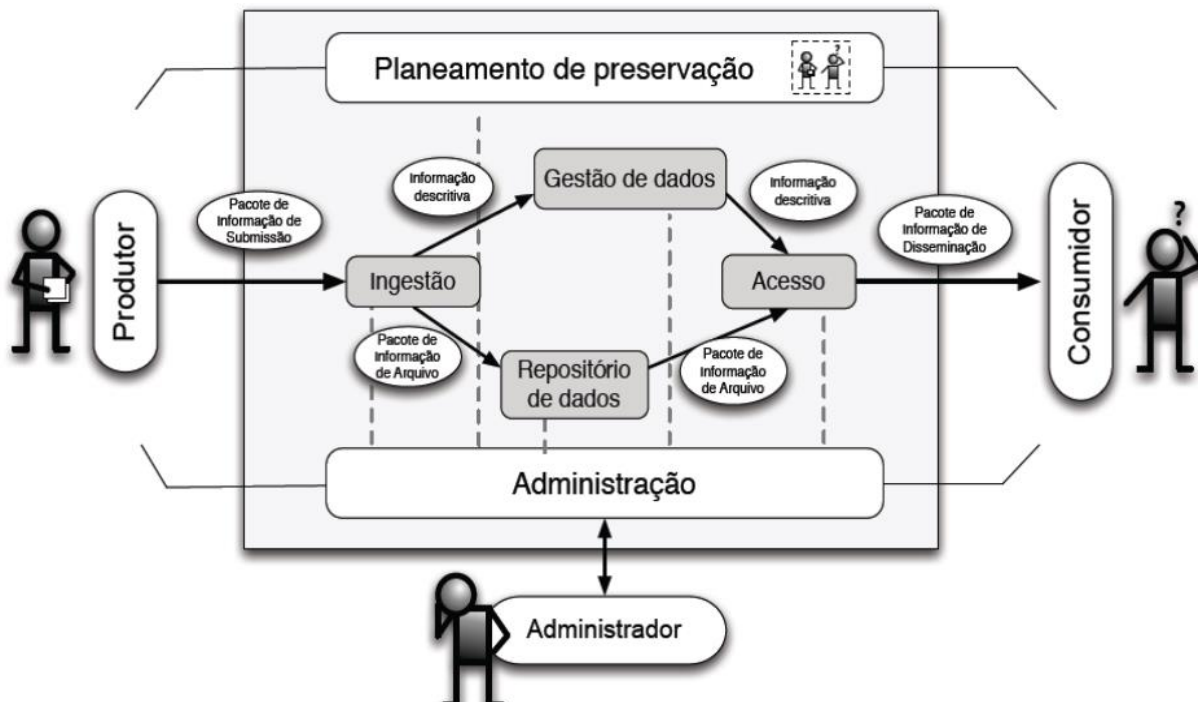 Planeamento de preservação
?
Informação
descritiva
Gestão de dados
Informação
descritiva
Pacote de
Informação de
Submissão
Pacote de
Informação de
Disseminação
?
Produtor
Ingestão
Acesso
Consumidor
Pacote de
Informação
de Arquivo
Repositório
de dados
Pacote de
Informação
de Arquivo
Administração
Administrador